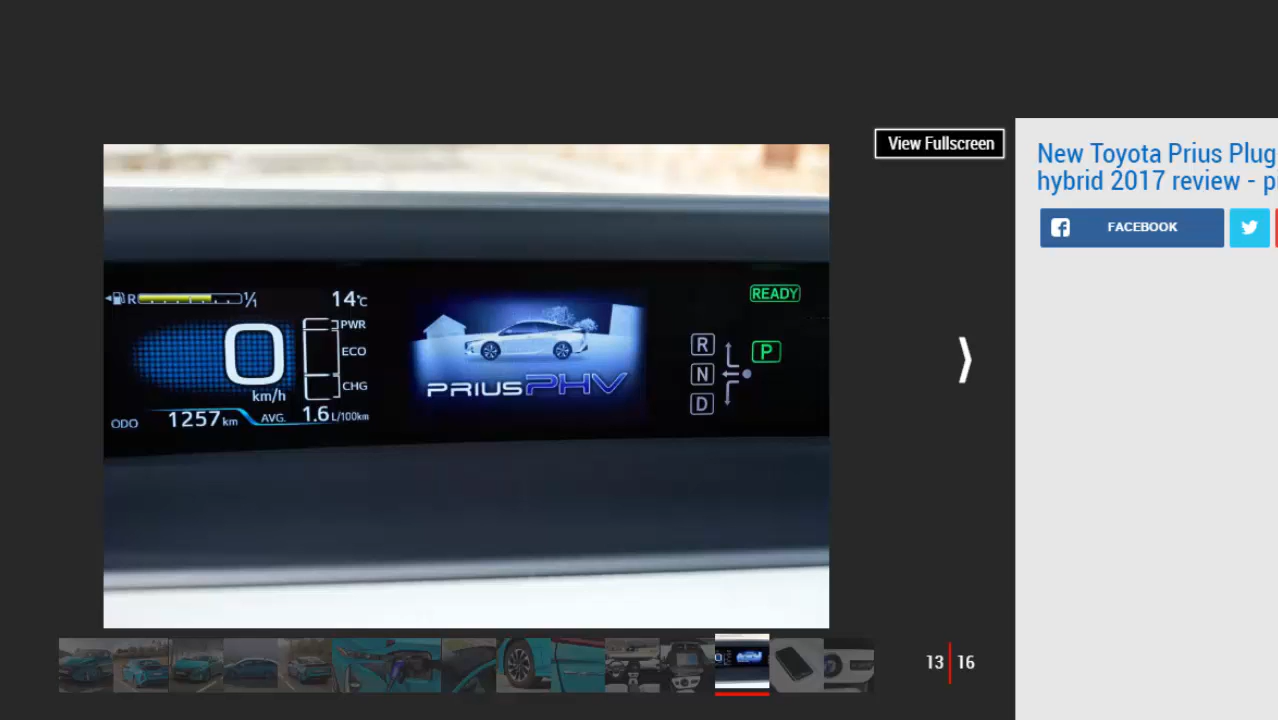 View Fullscreen
New Toyota Prius Plug
hybrid 2017 review - pi
FACEBOOK
R 1/1 14°C
READY
PWR
ECO
CHG
0
km/h
ODO 1257 km AVG. 1.6 L/100km
PRIUS PHV
R
N
D
P
13 16